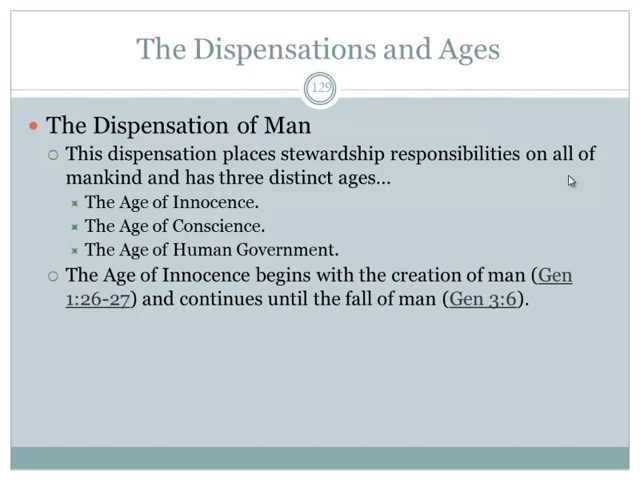 The Dispensations and Ages
129
The Dispensation of Man
This dispensation places stewardship responsibilities on all of
mankind and has three distinct ages…
The Age of Innocence.
The Age of Conscience.
The Age of Human Government.
The Age of Innocence begins with the creation of man (Gen
1:26-27) and continues until the fall of man (Gen 3:6).